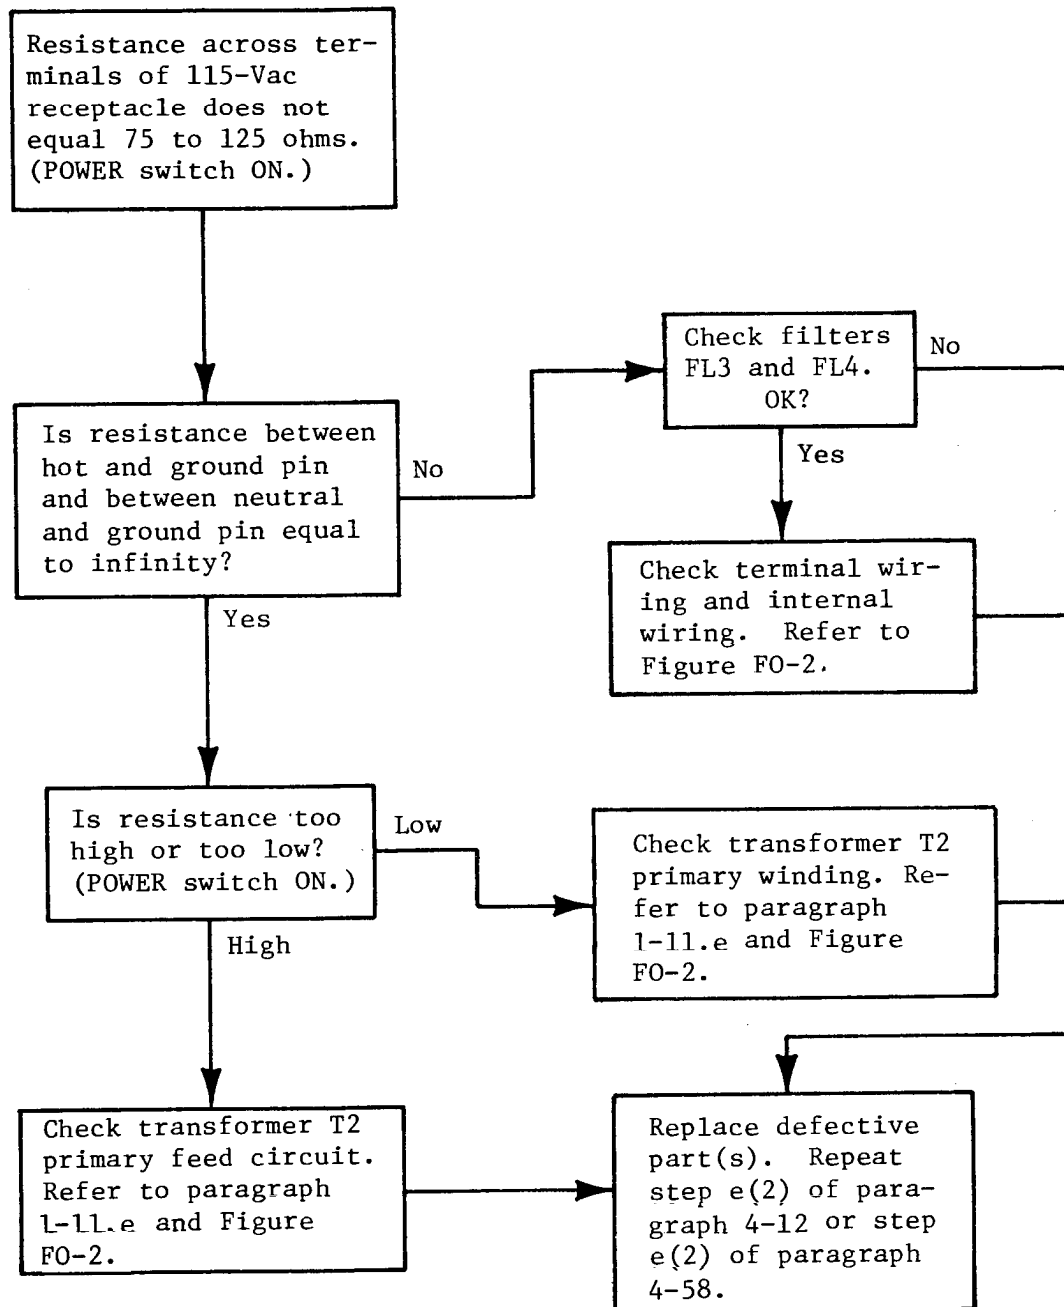 Resistance across ter-
minals of 115-Vac
receptacle does not
equal 75 to 125 ohms.
(POWER switch ON.)
Check filters
FL3 and FL4.
OK?
No
Yes
Is resistance between
hot and ground pin
and between neutral
and ground pin equal
to infinity?
No
Yes
Check terminal wir-
ing and internal
wiring. Refer to
Figure FO-2.
Is resistance too
high or too low?
(POWER switch ON.)
Low
High
Check transformer T2
primary winding. Re-
fer to paragraph
1-11.e and Figure
FO-2.
Check transformer T2
primary feed circuit.
Refer to paragraph
1-11.e and Figure
FO-2.
Replace defective
part(s). Repeat
step e(2) of para-
graph 4-12 or step
e(2) of paragraph
4-58.